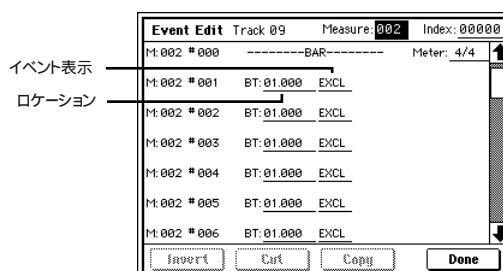 Event Edit Track 09 Measure: 002 Index: 00000
M: 002 #000 --------BAR-------- Meter: 4/4
イベント表示
M: 002 #001 BT: 01.000 EXCL
ロケーション
M: 002 #002 BT: 01.000 EXCL
M: 002 #003 BT: 01.000 EXCL
M: 002 #004 BT: 01.000 EXCL
M: 002 #005 BT: 01.000 EXCL
M: 002 #006 BT: 01.000 EXCL
Insert Cut Copy Done